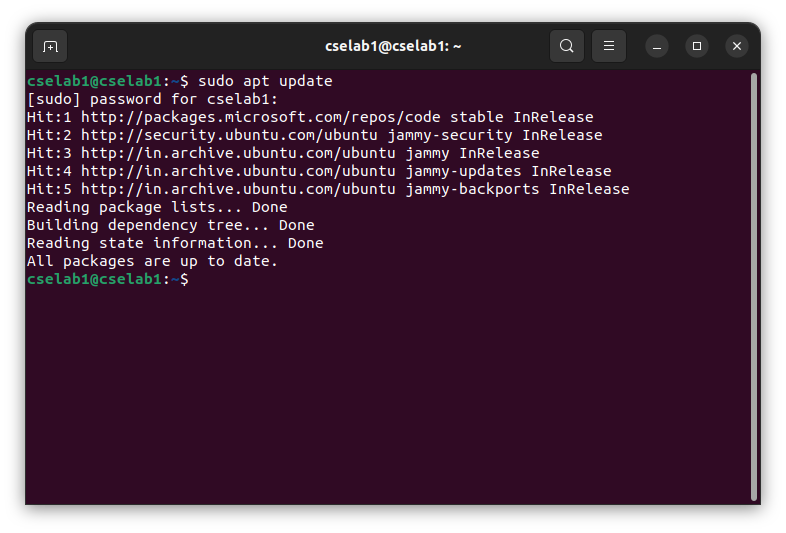 cselab1@cselab1: ~
cselab1@cselab1:~$ sudo apt update
[sudo] password for cselab1:
Hit:1 http://packages.microsoft.com/repos/code stable InRelease
Hit:2 http://security.ubuntu.com/ubuntu jammy-security InRelease
Hit:3 http://in.archive.ubuntu.com/ubuntu jammy InRelease
Hit:4 http://in.archive.ubuntu.com/ubuntu jammy-updates InRelease
Hit:5 http://in.archive.ubuntu.com/ubuntu jammy-backports InRelease
Reading package lists... Done
Building dependency tree... Done
Reading state information... Done
All packages are up to date.
cselab1@cselab1:~$